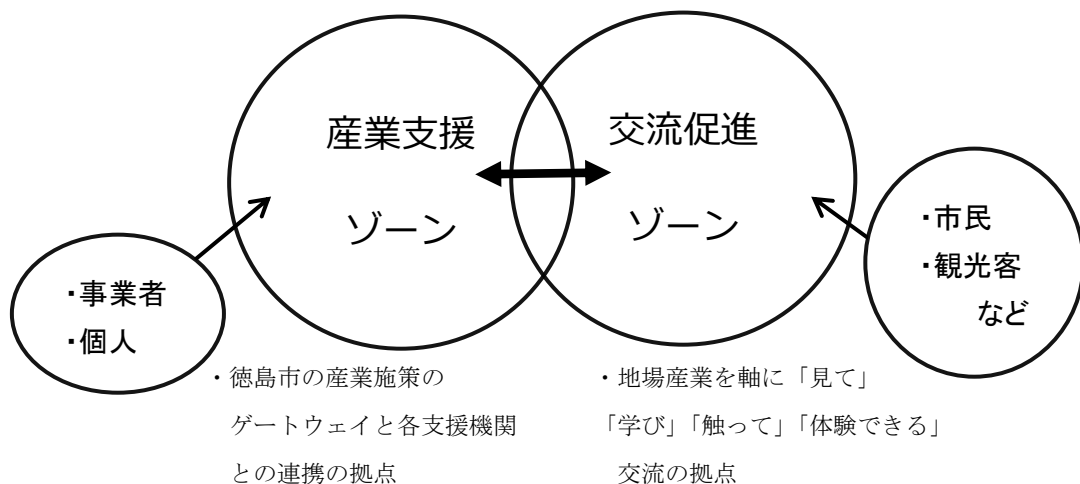 産業支援
ゾーン
交流促進
ゾーン
・事業者
・個人
・市民
・観光客
など
・徳島市の産業施策の
ゲートウェイと各支援機関
との連携の拠点
・地場産業を軸に「見て」
「学び」「触って」「体験できる」
交流の拠点